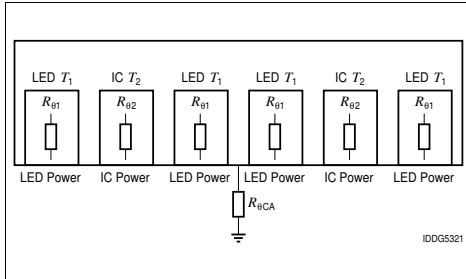 LED T₁ IC T₂ LED T₁ LED T₁ IC T₂ LED T₁
Rθ1 Rθ2 Rθ1 Rθ1 Rθ2 Rθ1
LED Power IC Power LED Power LED Power IC Power LED Power
RθCA
IDDG5321